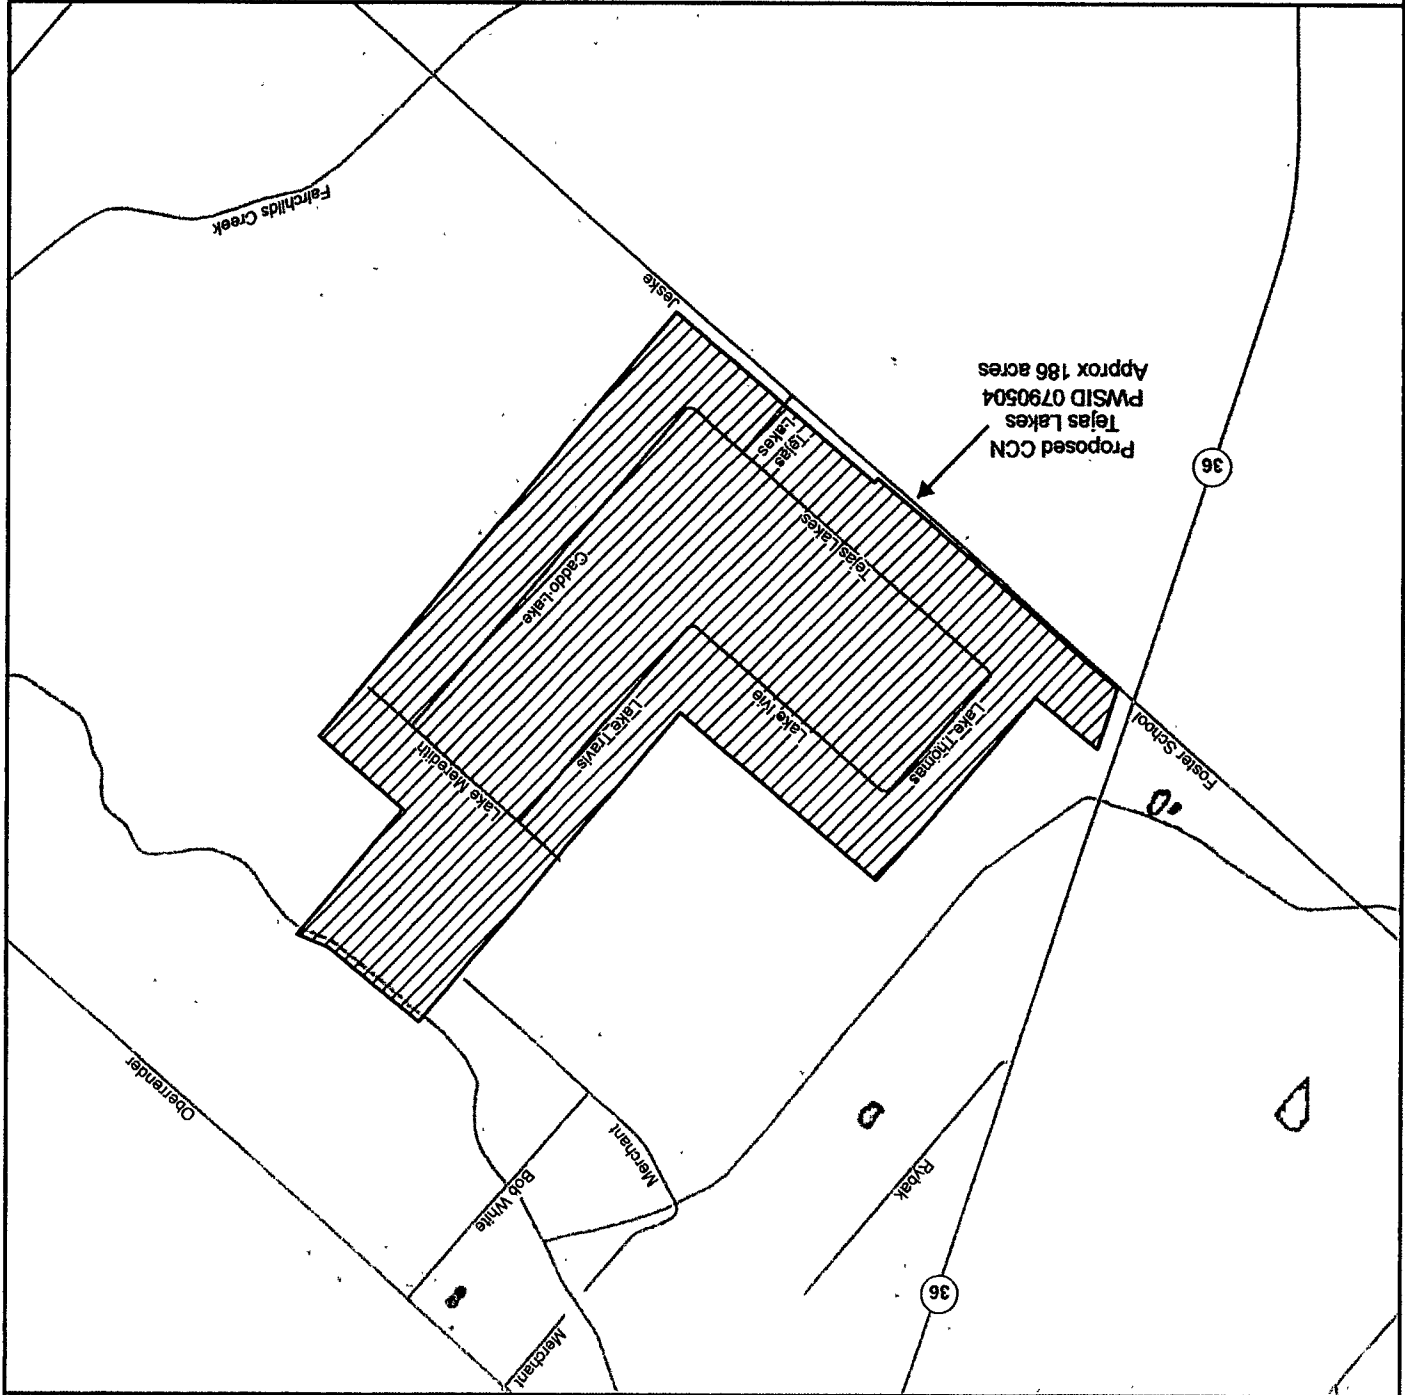 Merchant
36
Bob White
Merchant
Rybak
Oberrender
Foster School
Lake Meredith
Lake Travis
Lake Ivie
Lake Thomas
Caddo Lake
Tejas Lakes
Tejas
Lakes
Proposed CCN
Tejas Lakes
PWSID 0790504
Approx 186 acres
36
Jeske
Fairchilds Creek